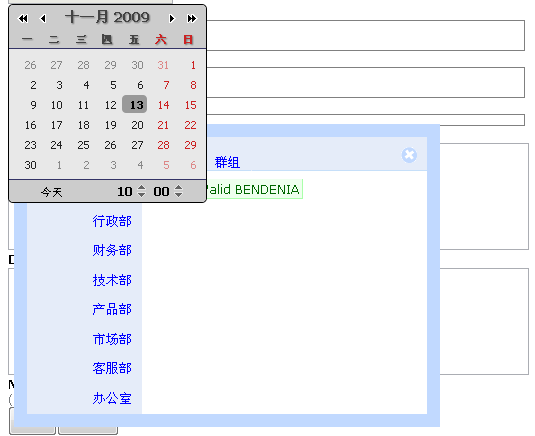 十一月 2009
一 二 三 四 五 六 日
26 27 28 29 30 31 1
2 3 4 5 6 7 8
9 10 11 12 13 14 15
16 17 18 19 20 21 22
23 24 25 26 27 28 29
30 1 2 3 4 5 6
今天 10 00
群组
BENDENIA
行政部
财务部
技术部
产品部
市场部
客服部
办公室